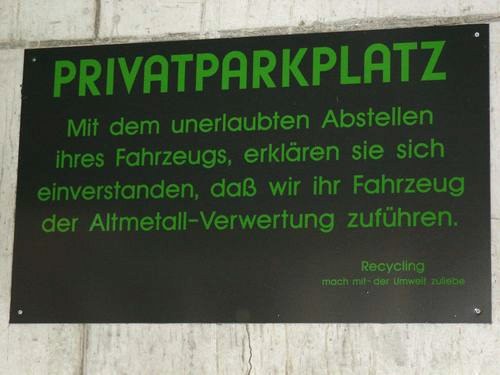 PRIVATPARKPLATZ
Mit dem unerlaubten Abstellen
ihres Fahrzeugs, erklären sie sich
einverstanden, daß wir ihr Fahrzeug
der Altmetall-Verwertung zuführen.
Recycling
mach mit - der Umwelt zuliebe